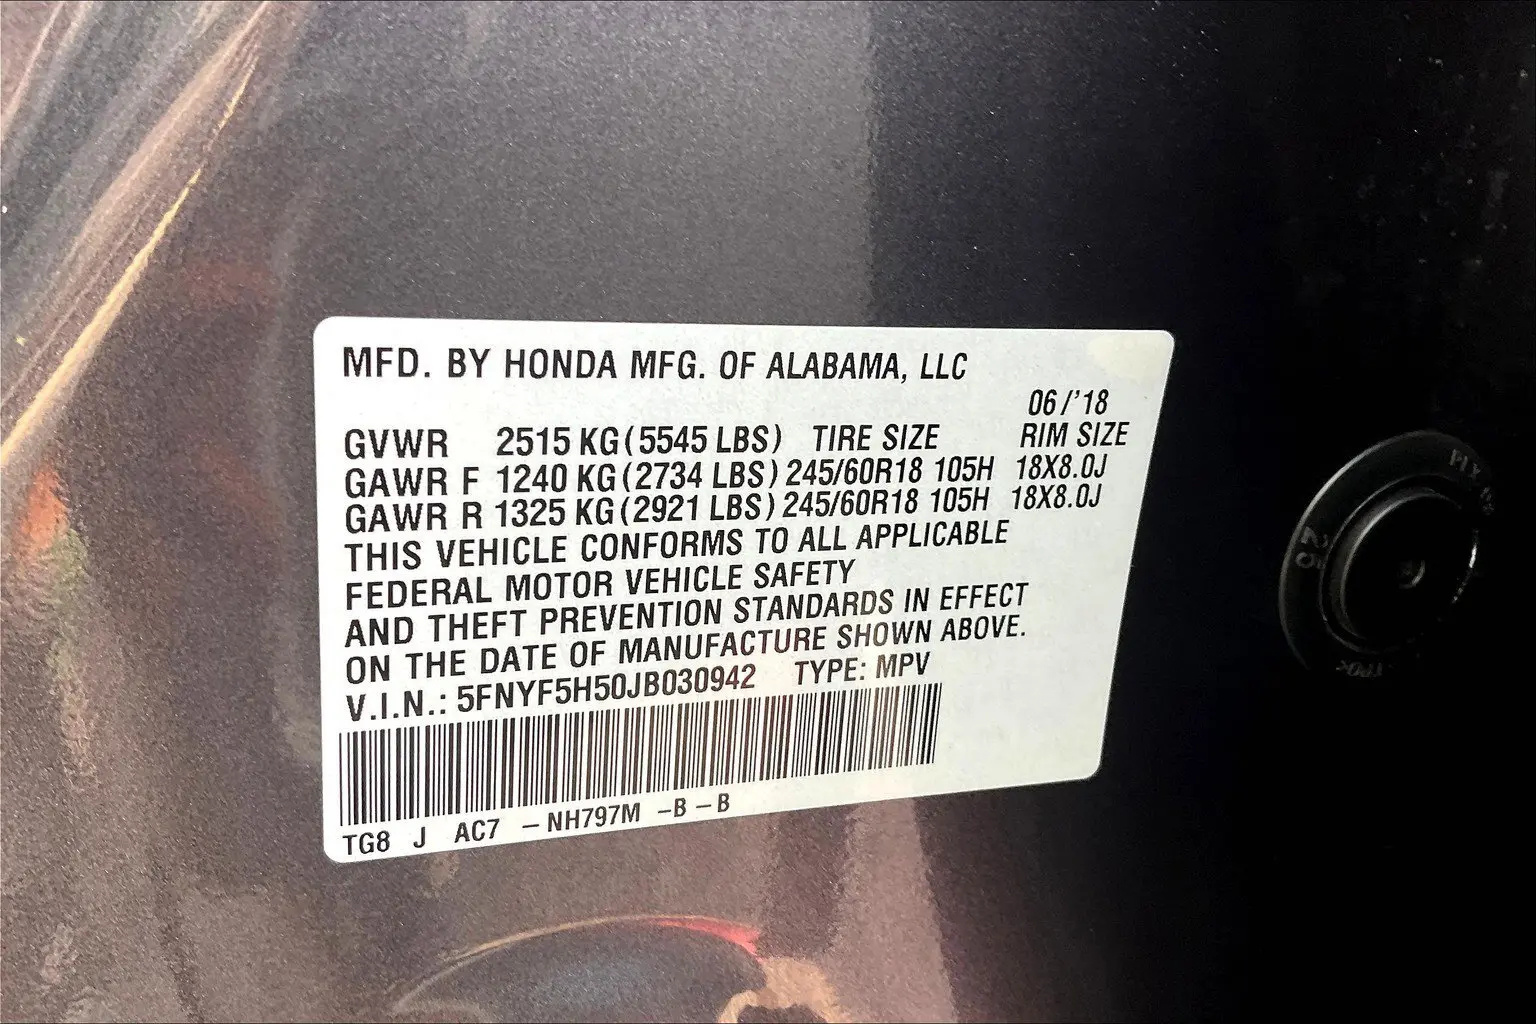 MFD. BY HONDA MFG. OF ALABAMA, LLC
06/'18
GVWR 2515 KG (5545 LBS) TIRE SIZE RIM SIZE
GAWR F 1240 KG (2734 LBS) 245/60R18 105H 18X8.0J
GAWR R 1325 KG (2921 LBS) 245/60R18 105H 18X8.0J
THIS VEHICLE CONFORMS TO ALL APPLICABLE
FEDERAL MOTOR VEHICLE SAFETY
AND THEFT PREVENTION STANDARDS IN EFFECT
ON THE DATE OF MANUFACTURE SHOWN ABOVE.
V.I.N.: 5FNYF5H50JB030942 TYPE: MPV
TG8 J AC7 – NH797M –B – B